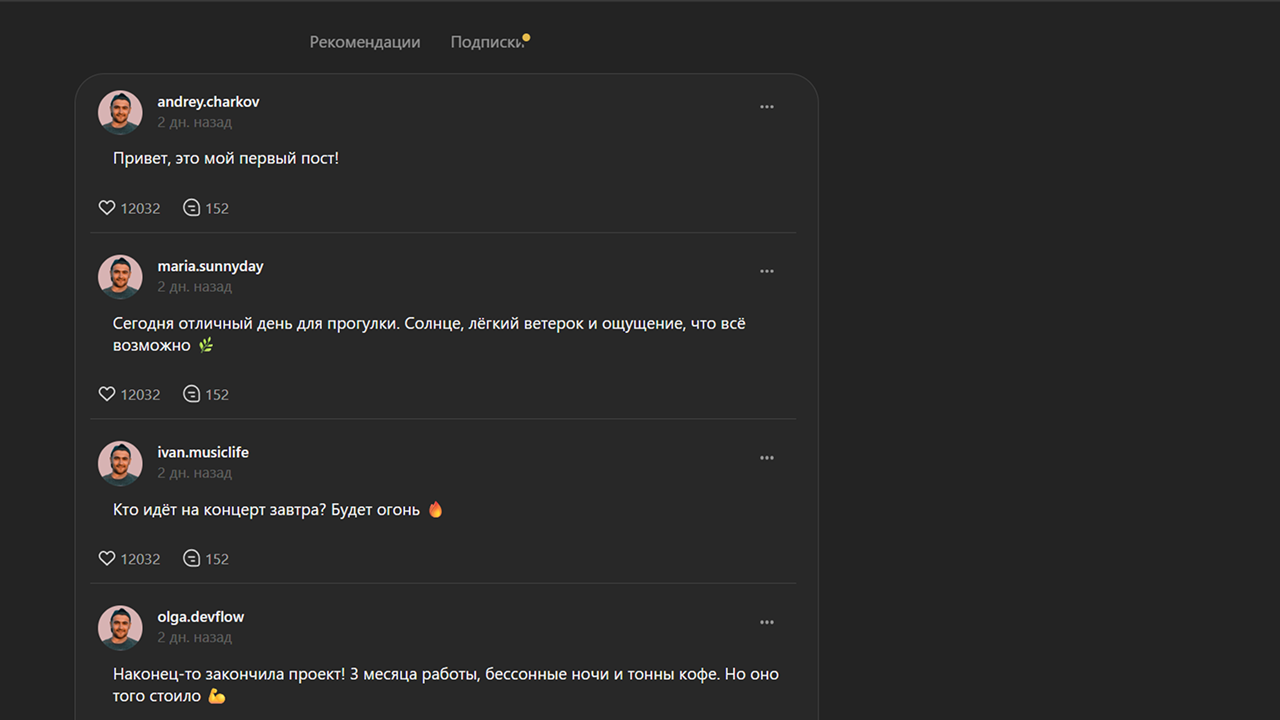 Рекомендации Подписки
andrey.charkov
2 дн. назад
Привет, это мой первый пост!
12032 152
maria.sunnyday
2 дн. назад
Сегодня отличный день для прогулки. Солнце, лёгкий ветерок и ощущение, что всё
возможно 🌿
12032 152
ivan.musiclife
2 дн. назад
Кто идёт на концерт завтра? Будет огонь 🔥
12032 152
olga.devflow
2 дн. назад
Наконец-то закончила проект! 3 месяца работы, бессонные ночи и тонны кофе. Но оно
того стоило 💪